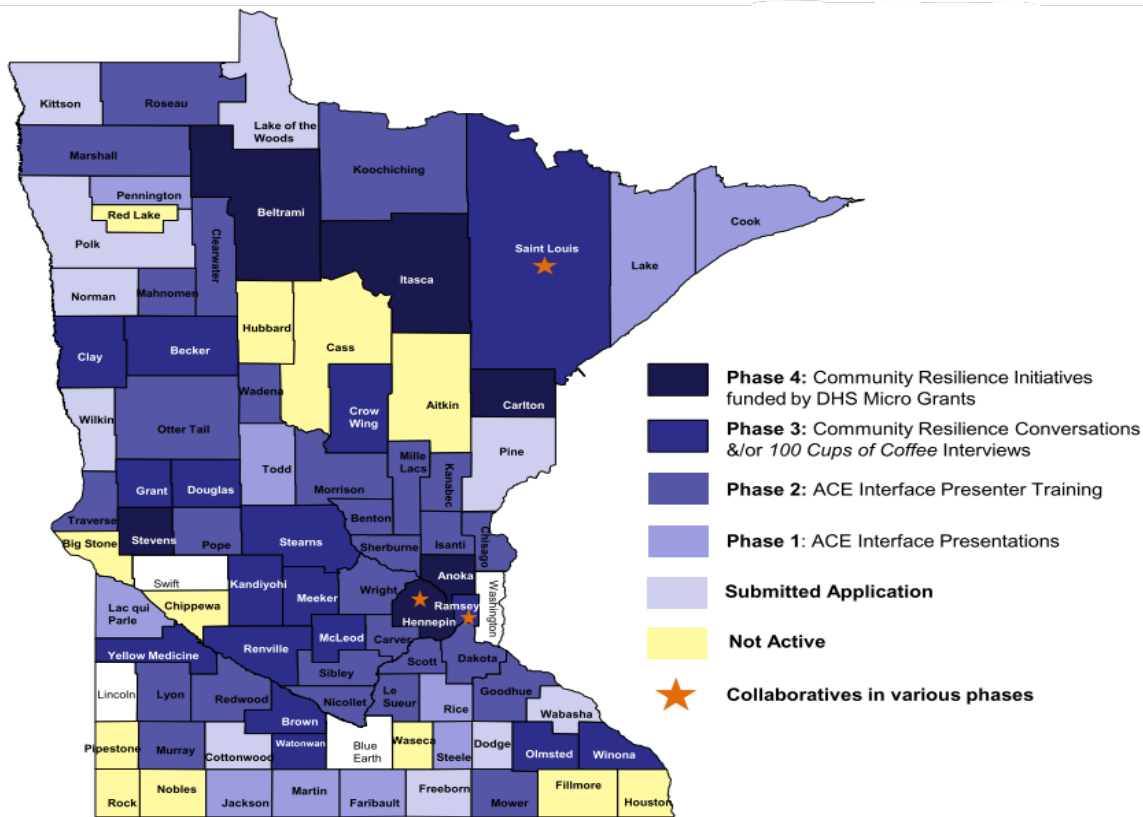 Kittson
Roseau
Lake of the
Woods
Marshall
Koochiching
Pennington
Red Lake
Beltrami
Polk
Clearwater
Cook
Saint Louis
Lake
Itasca
Norman
Mahnomen
Hubbard
Cass
Clay
Becker
Wadena
Aitkin
Carlton
Crow
Wing
Wilkin
Otter Tail
Pine
Todd
Mille
Lacs
Kanabec
Grant
Douglas
Morrison
Traverse
Benton
Chisago
Big Stone
Stevens
Pope
Stearns
Sherburne
Isanti
Swift
Kandiyohi
Anoka
Washington
Lac qui
Parle
Chippewa
Meeker
Wright
Ramsey
Hennepin
Yellow Medicine
Renville
McLeod
Carver
Scott
Dakota
Sibley
Lincoln
Lyon
Redwood
Nicollet
Le
Sueur
Rice
Goodhue
Wabasha
Brown
Pipestone
Murray
Cottonwood
Watonwan
Blue
Earth
Waseca
Steele
Dodge
Olmsted
Winona
Rock
Nobles
Jackson
Martin
Faribault
Freeborn
Mower
Fillmore
Houston
Phase 4: Community Resilience Initiatives
funded by DHS Micro Grants
Phase 3: Community Resilience Conversations
&/or 100 Cups of Coffee Interviews
Phase 2: ACE Interface Presenter Training
Phase 1: ACE Interface Presentations
Submitted Application
Not Active
Collaboratives in various phases